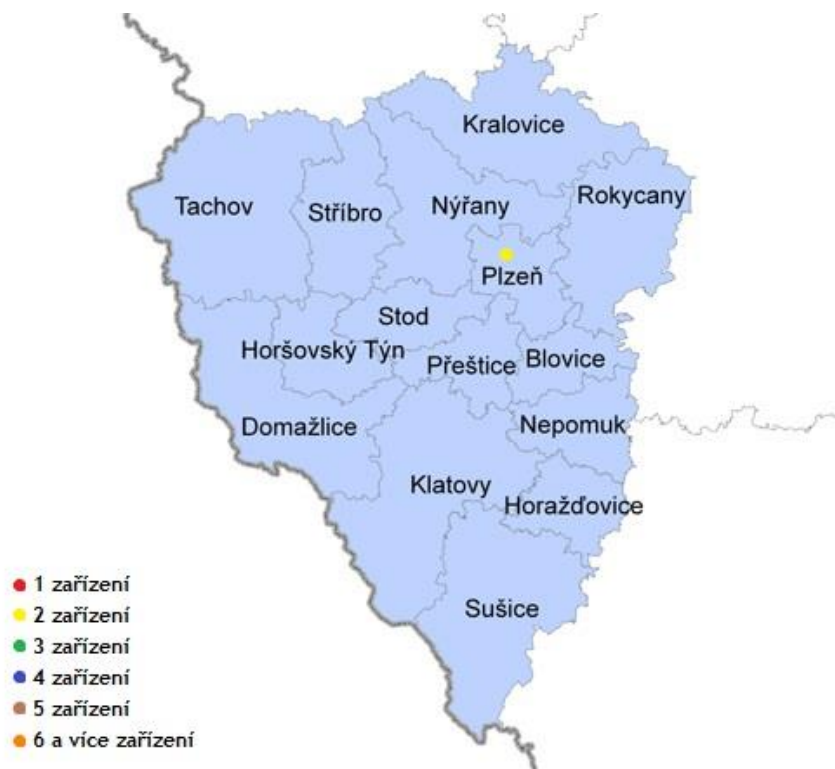 Kralovice
Rokycany
Tachov
Stříbro
Nýřany
Plzeň
Stod
Horšovský Týn
Přeštice
Blovice
Domažlice
Nepomuk
Klatovy
Horažďovice
Sušice
1 zařízení
2 zařízení
3 zařízení
4 zařízení
5 zařízení
6 a více zařízení